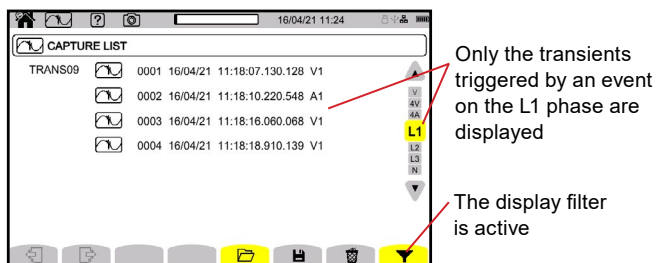 ?
16/04/21 11:24
CAPTURE LIST
TRANS09 0001 16/04/21 11:18:07.130.128 V1
0002 16/04/21 11:18:10.220.548 A1
0003 16/04/21 11:18:16.060.068 V1
0004 16/04/21 11:18:18.910.139 V1
V
4V
4A
L1
L2
L3
N
Only the transients
triggered by an event
on the L1 phase are
displayed
The display filter
is active